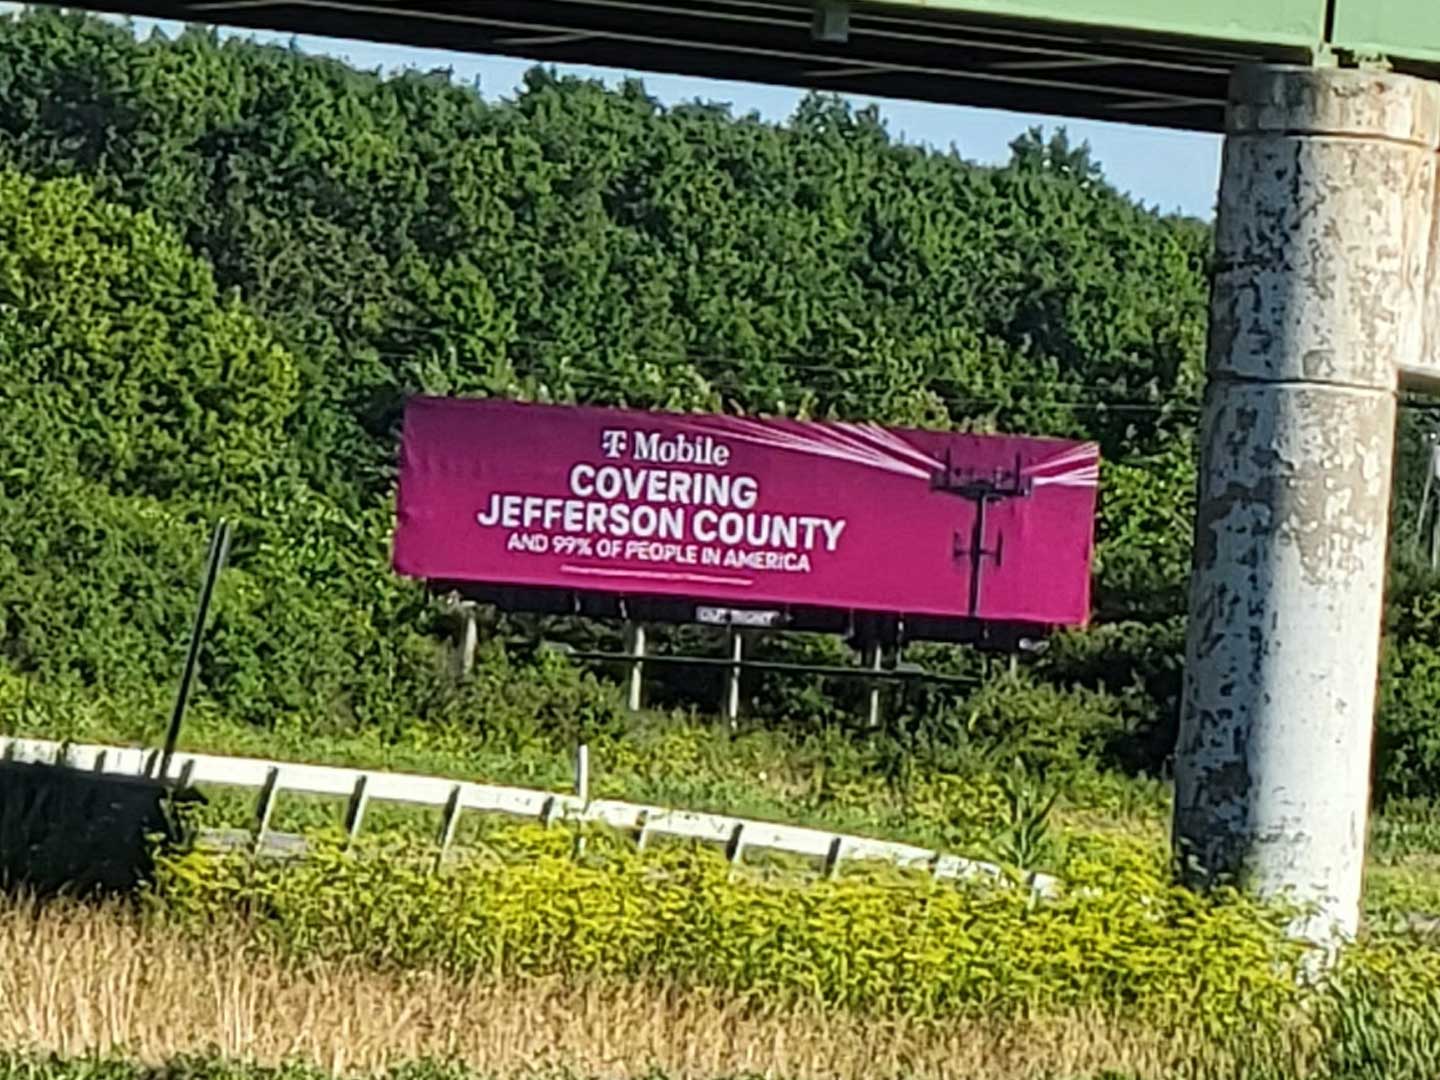 T Mobile
COVERING
JEFFERSON COUNTY
AND 99% OF PEOPLE IN AMERICA